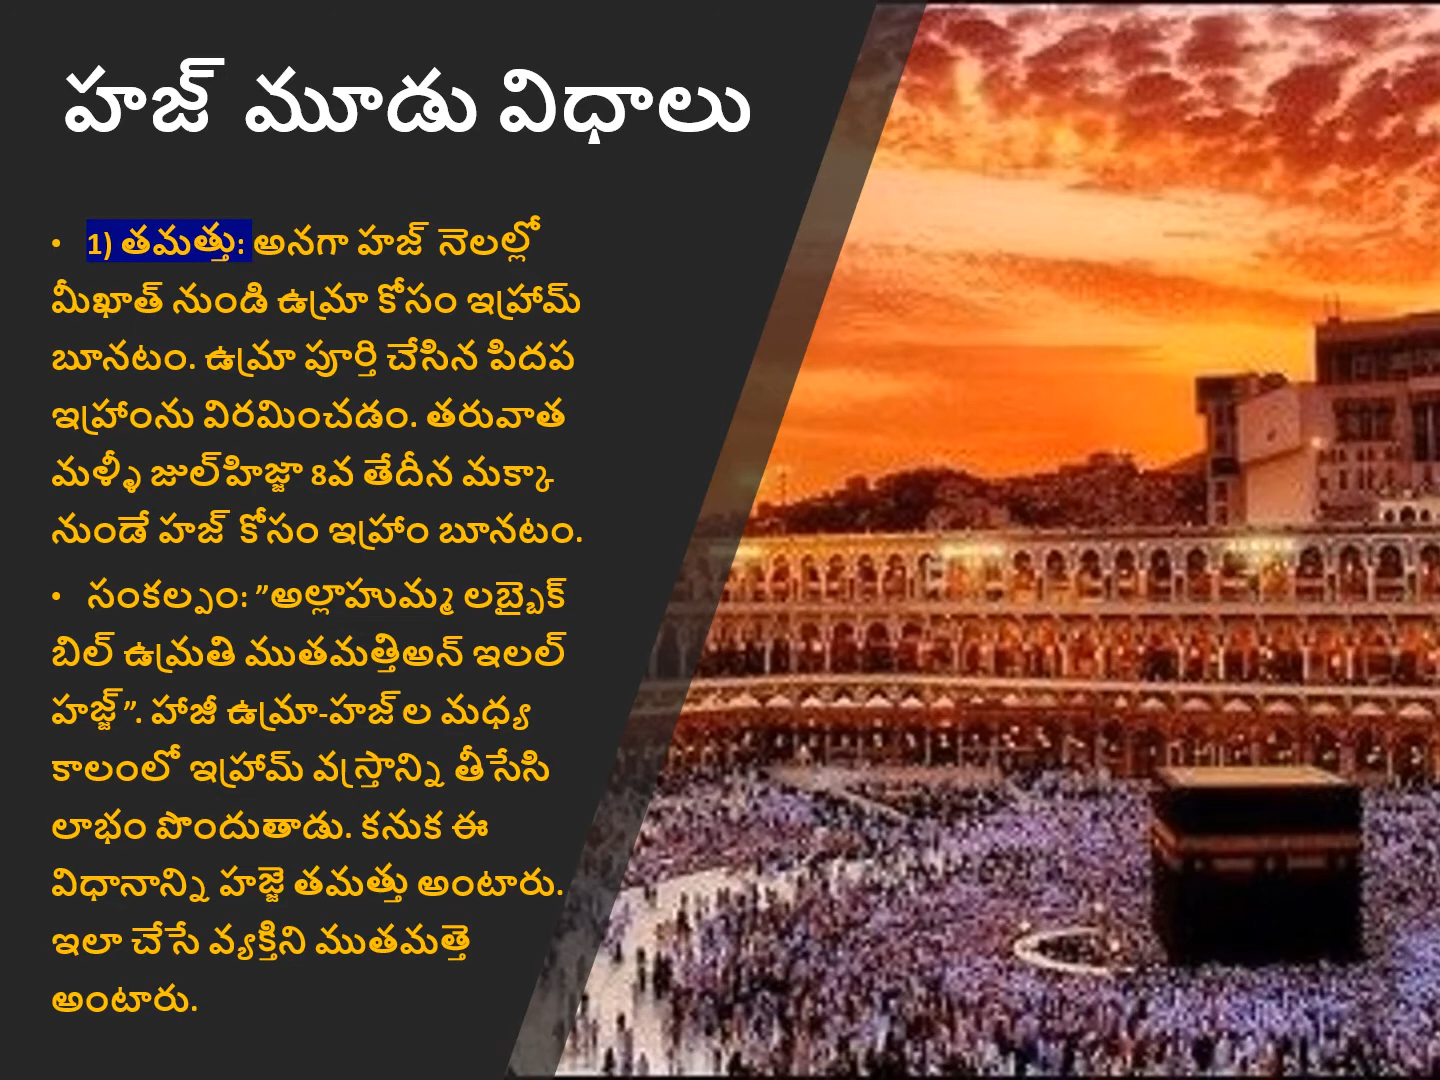 హజ్ మూడు విధాలు
• 1) తమత్తు: అనగా హజ్ నెలల్లో
మీఖాత్ నుండి ఉమ్రా కోసం ఇహ్రామ్
బూనటం. ఉమ్రా పూర్తి చేసిన పిదప
ఇహ్రాంను విరమించడం. తరువాత
మళ్ళీ జుల్‌హిజ్జా 8వ తేదీన మక్కా
నుండే హజ్ కోసం ఇహ్రాం బూనటం.
• సంకల్పం: ”అల్లాహుమ్మ లబ్బైక్
బిల్ ఉమ్రతి ముతమత్తిఅన్ ఇలల్
హజ్జ్”. హాజీ ఉమ్రా-హజ్‌ల మధ్య
కాలంలో ఇహ్రామ్ వస్త్రాన్ని తీసేసి
లాభం పొందుతాడు. కనుక ఈ
విధానాన్ని హజ్జె తమత్తు అంటారు.
ఇలా చేసే వ్యక్తిని ముతమత్తె
అంటారు.